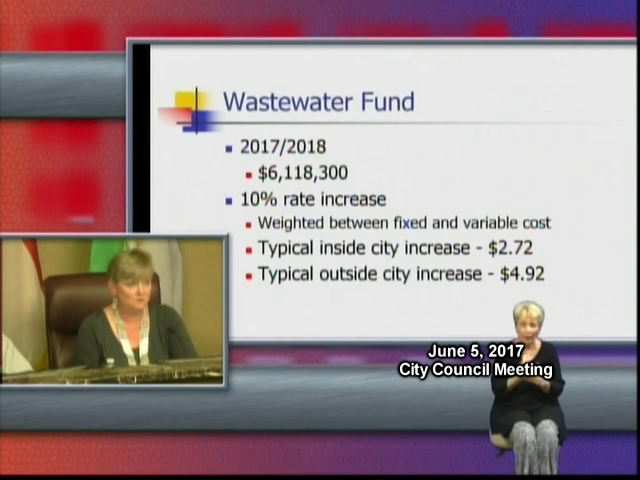 Wastewater Fund
2017/2018
$6,118,300
10% rate increase
Weighted between fixed and variable cost
Typical inside city increase - $2.72
Typical outside city increase - $4.92
June 5, 2017
City Council Meeting